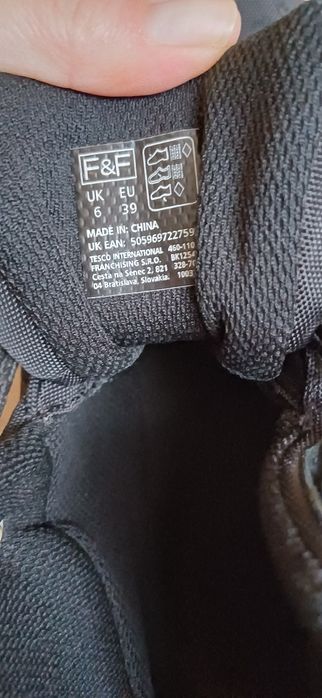 F&F
UK EU
6 39
MADE IN: CHINA
UK EAN: 505969722759
TESCO INTERNATIONAL 460-110
FRANCHISING S.R.O. BK1254
Cesta na Senec 2, 821 328-70
04 Bratislava, Slovakia. 1003